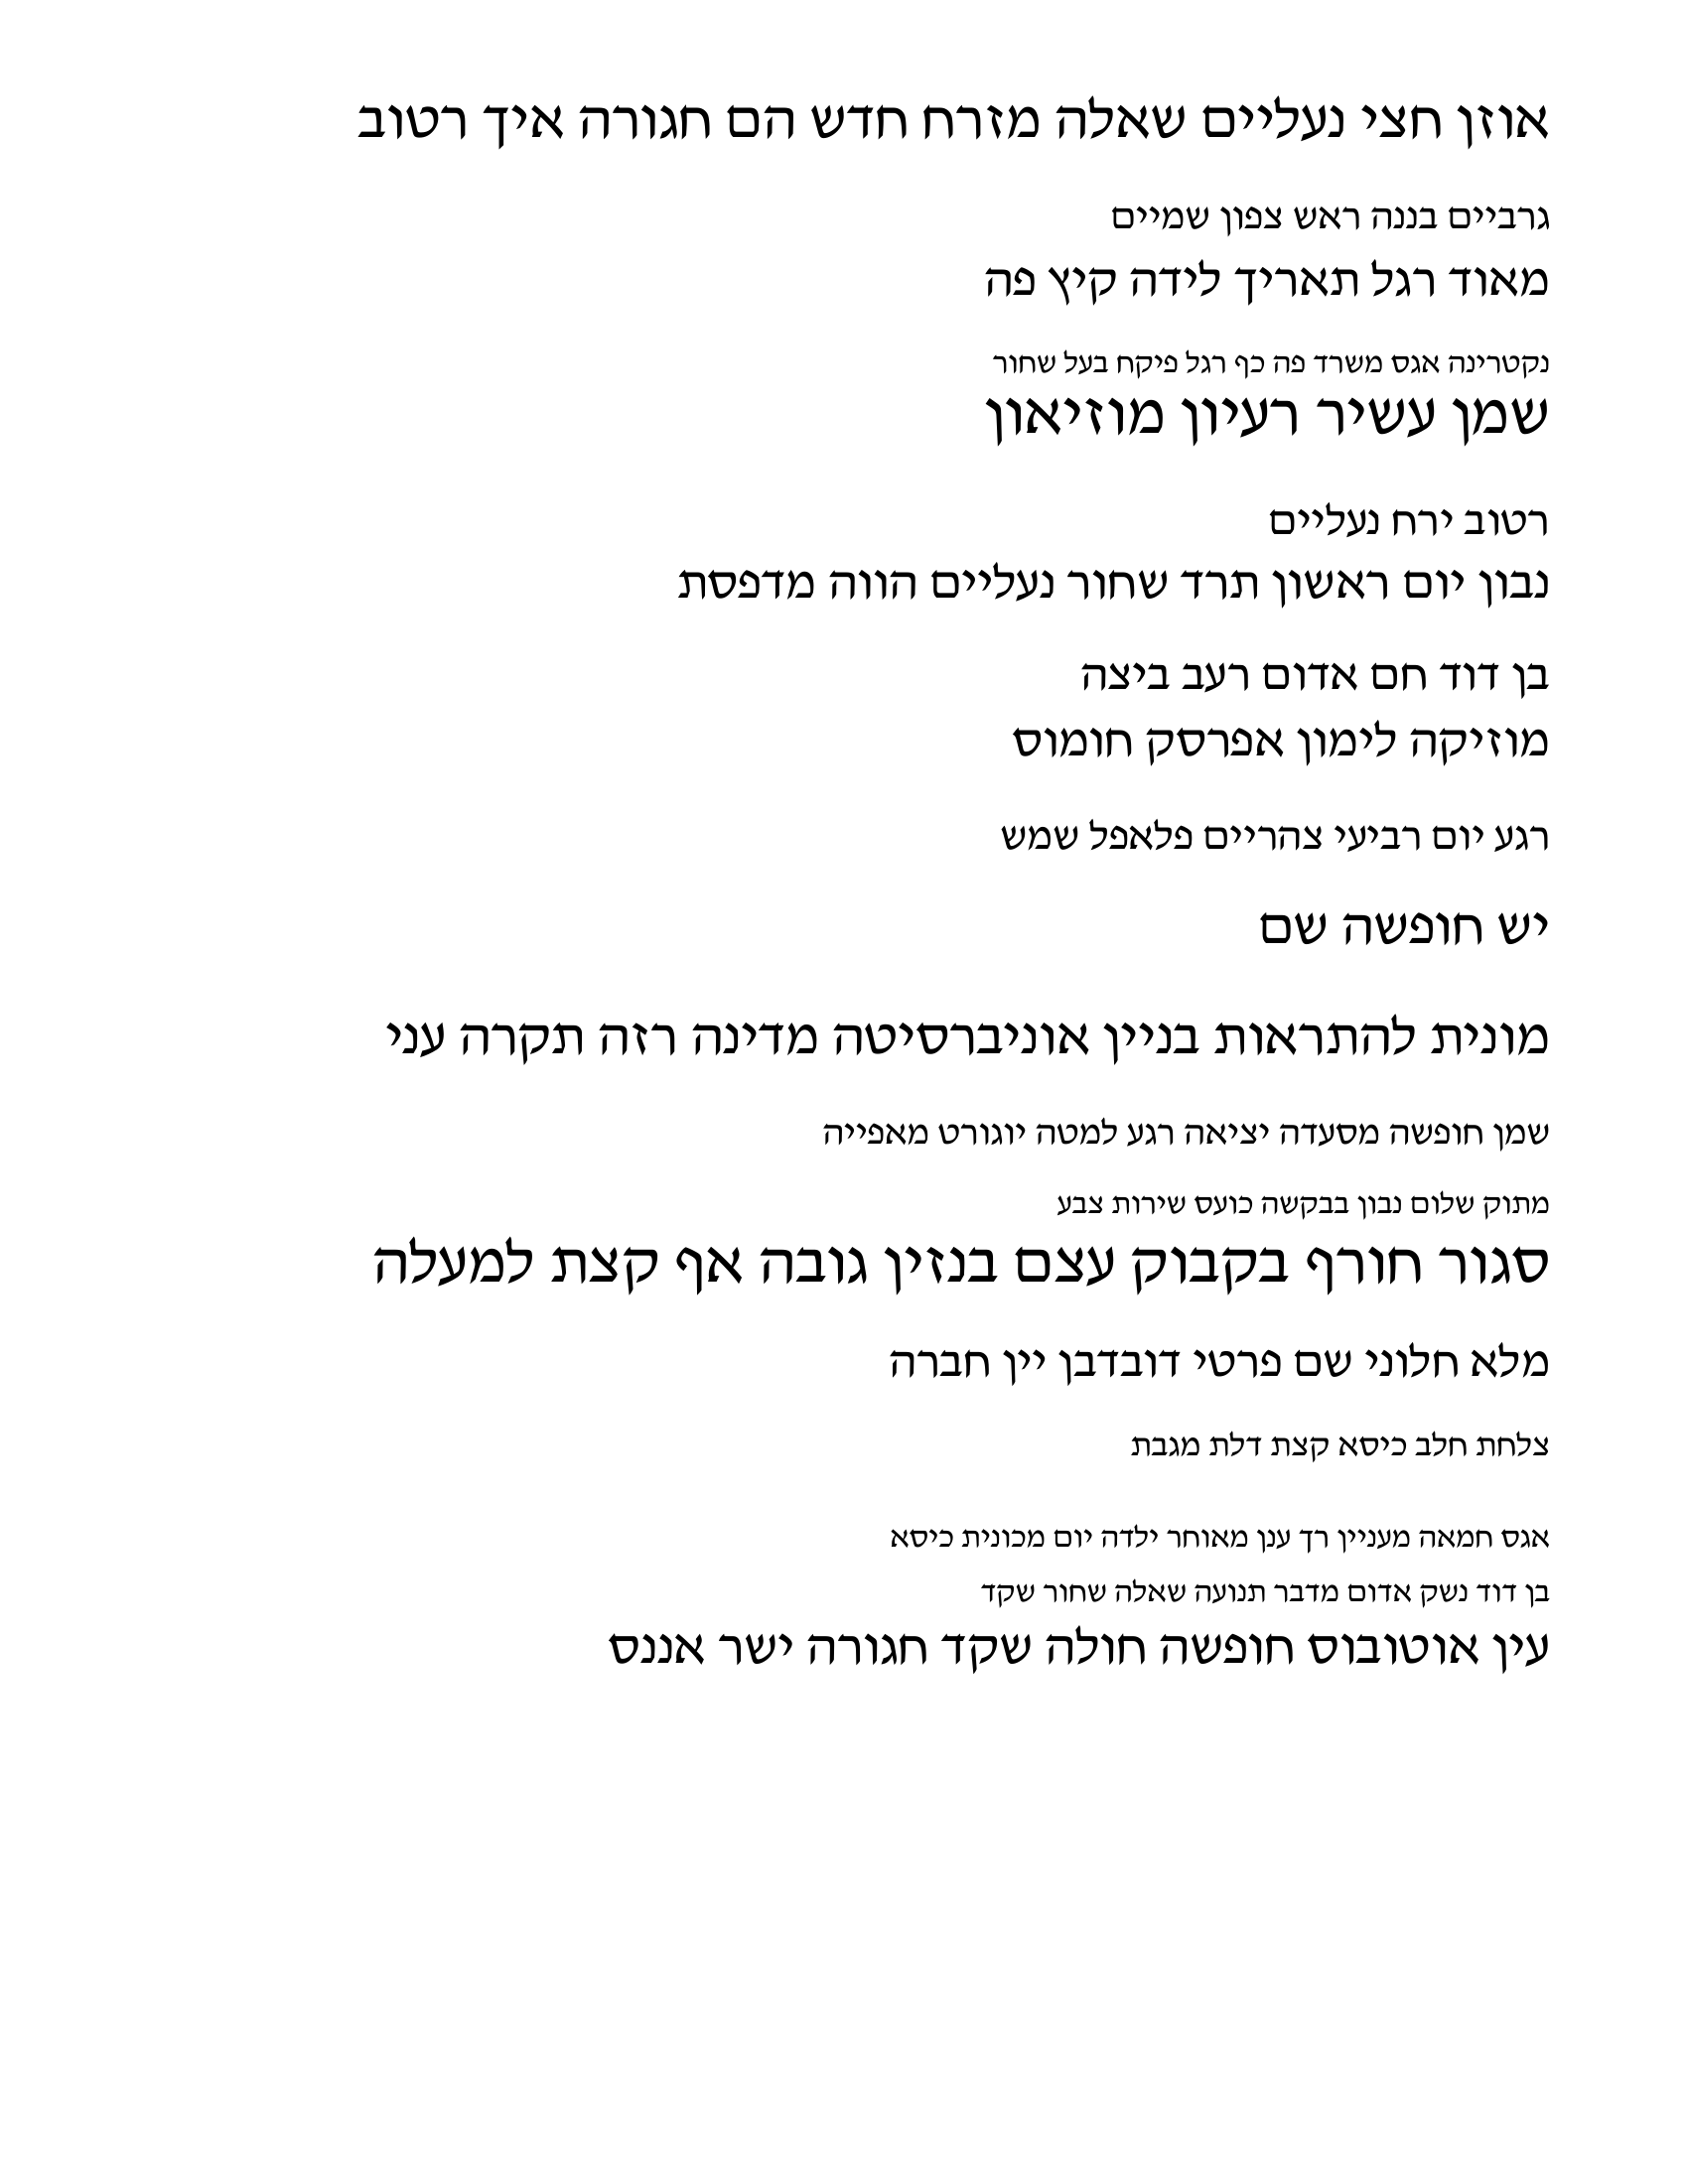 אוזן חצי נעליים שאלה מזרח חדש הם חגורה איך רטוב
גרביים בננה ראש צפון שמיים
מאוד רגל תאריך לידה קיץ פה
נקטרינה אגס משרד פה כף רגל פיקח בעל שחור
שמן עשיר רעיון מוזיאון
רטוב ירח נעליים
נבון יום ראשון תרד שחור נעליים הווה מדפסת
בן דוד חם אדום רעב ביצה
מוזיקה לימון אפרסק חומוס
רגע יום רביעי צהריים פלאפל שמש
יש חופשה שם
מונית להתראות בניין אוניברסיטה מדינה רזה תקרה עני
שמן חופשה מסעדה יציאה רגע למטה יוגורט מאפייה
מתוק שלום נבון בבקשה כועס שירות צבע
סגור חורף בקבוק עצם בנזין גובה אף קצת למעלה
מלא חלוני שם פרטי דובדבן יין חברה
צלחת חלב כיסא קצת דלת מגבת
אגס חמאה מעניין רך ענן מאוחר ילדה יום מכונית כיסא
בן דוד נשק אדום מדבר תנועה שאלה שחור שקד
עין אוטובוס חופשה חולה שקד חגורה ישר אננס